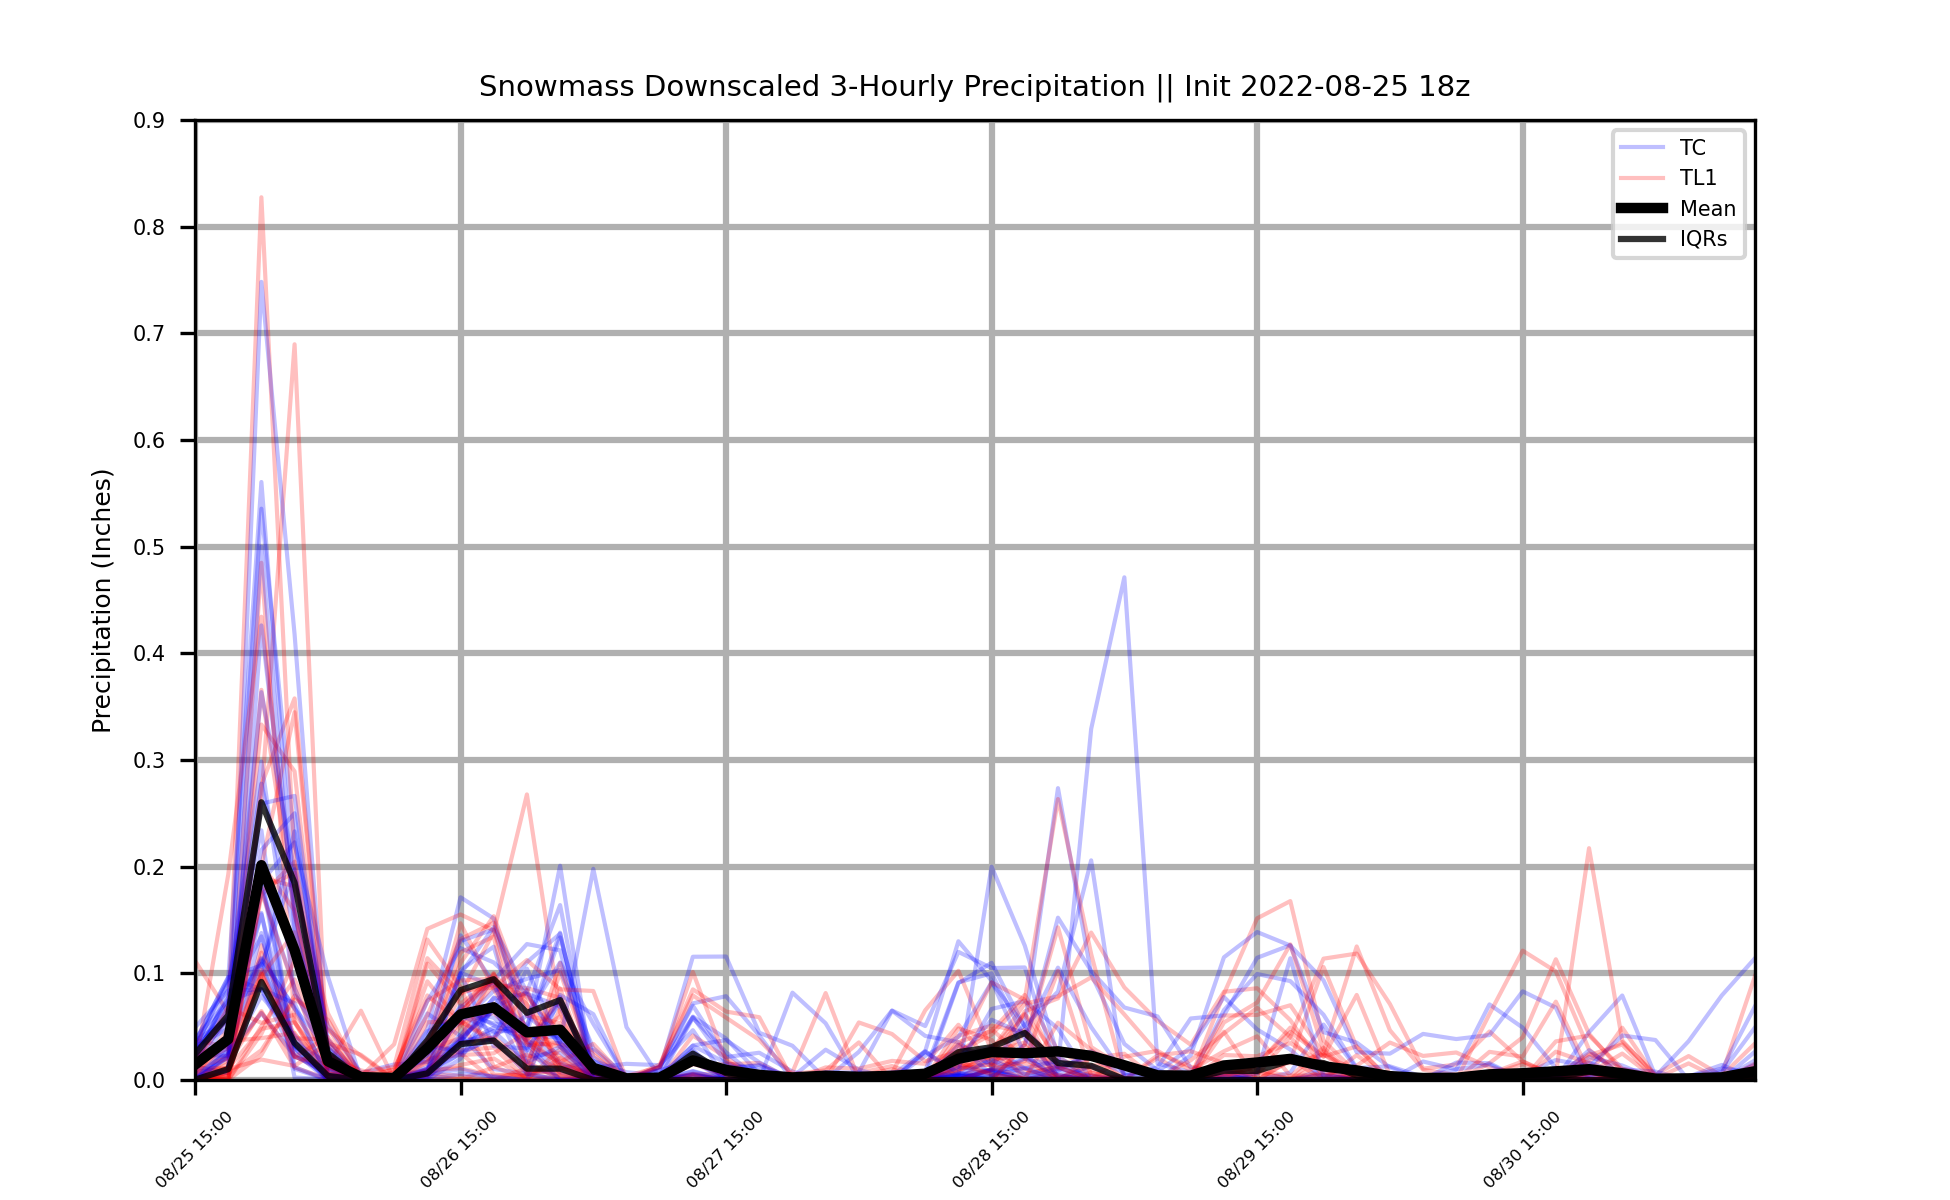 Snowmass Downscaled 3-Hourly Precipitation || Init 2022-08-25 18z
Precipitation (Inches)
0.9
0.8
0.7
0.6
0.5
0.4
0.3
0.2
0.1
0.0
TC
TL1
Mean
IQRs
08/25 15:00
08/26 15:00
08/27 15:00
08/28 15:00
08/29 15:00
08/30 15:00